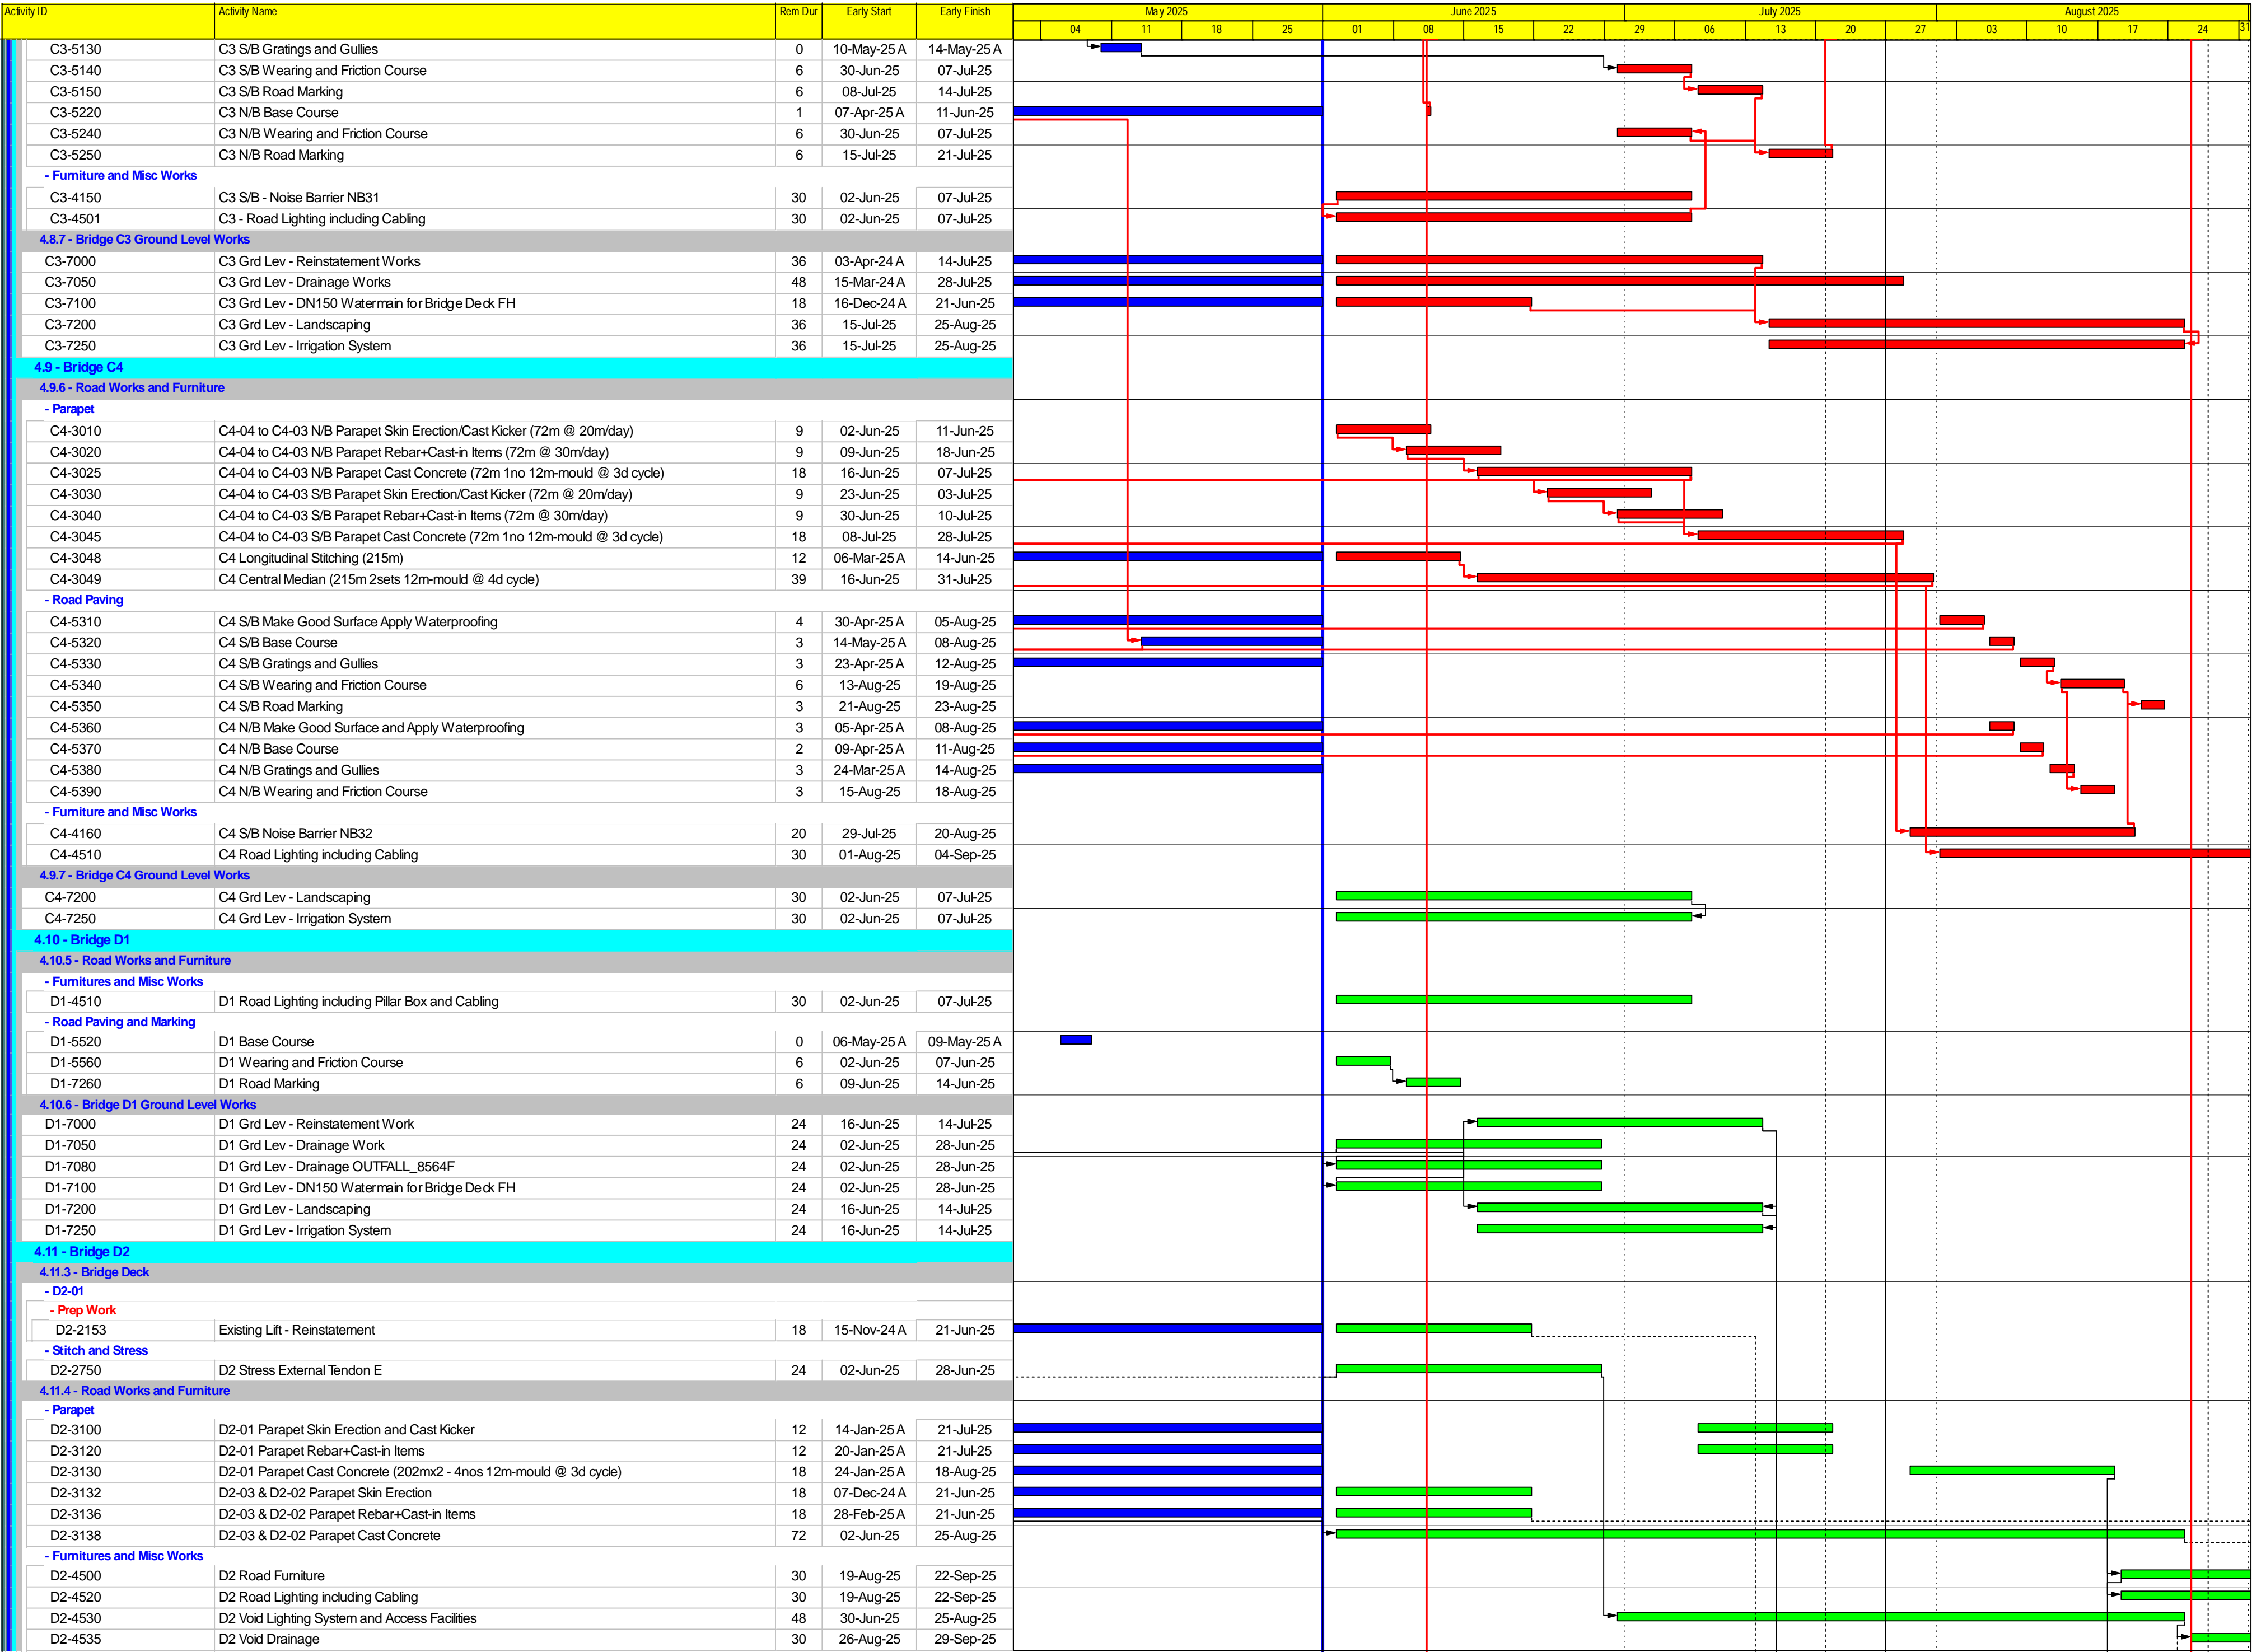 Activity ID Activity Name Rem Dur Early Start Early Finish May 2025 June 2025 July 2025 August 2025
04 11 18 25 01 08 15 22 29 06 13 20 27 03 10 17 24 31
C3-5130 C3 S/B Gratings and Gullies 0 10-May-25 A 14-May-25 A
C3-5140 C3 S/B Wearing and Friction Course 6 30-Jun-25 07-Jul-25
C3-5150 C3 S/B Road Marking 6 08-Jul-25 14-Jul-25
C3-5220 C3 N/B Base Course 1 07-Apr-25 A 11-Jun-25
C3-5240 C3 N/B Wearing and Friction Course 6 30-Jun-25 07-Jul-25
C3-5250 C3 N/B Road Marking 6 15-Jul-25 21-Jul-25
- Furniture and Misc Works
C3-4150 C3 S/B - Noise Barrier NB31 30 02-Jun-25 07-Jul-25
C3-4501 C3 - Road Lighting including Cabling 30 02-Jun-25 07-Jul-25
4.8.7 - Bridge C3 Ground Level Works
C3-7000 C3 Grd Lev - Reinstatement Works 36 03-Apr-24 A 14-Jul-25
C3-7050 C3 Grd Lev - Drainage Works 48 15-Mar-24 A 28-Jul-25
C3-7100 C3 Grd Lev - DN150 Watermain for Bridge Deck FH 18 16-Dec-24 A 21-Jun-25
C3-7200 C3 Grd Lev - Landscaping 36 15-Jul-25 25-Aug-25
C3-7250 C3 Grd Lev - Irrigation System 36 15-Jul-25 25-Aug-25
4.9 - Bridge C4
4.9.6 - Road Works and Furniture
- Parapet
C4-3010 C4-04 to C4-03 N/B Parapet Skin Erection/Cast Kicker (72m @ 20m/day) 9 02-Jun-25 11-Jun-25
C4-3020 C4-04 to C4-03 N/B Parapet Rebar+Cast-in Items (72m @ 30m/day) 9 09-Jun-25 18-Jun-25
C4-3025 C4-04 to C4-03 N/B Parapet Cast Concrete (72m 1no 12m-mould @ 3d cycle) 18 16-Jun-25 07-Jul-25
C4-3030 C4-04 to C4-03 S/B Parapet Skin Erection/Cast Kicker (72m @ 20m/day) 9 23-Jun-25 03-Jul-25
C4-3040 C4-04 to C4-03 S/B Parapet Rebar+Cast-in Items (72m @ 30m/day) 9 30-Jun-25 10-Jul-25
C4-3045 C4-04 to C4-03 S/B Parapet Cast Concrete (72m 1no 12m-mould @ 3d cycle) 18 08-Jul-25 28-Jul-25
C4-3048 C4 Longitudinal Stitching (215m) 12 06-Mar-25 A 14-Jun-25
C4-3049 C4 Central Median (215m 2sets 12m-mould @ 4d cycle) 39 16-Jun-25 31-Jul-25
- Road Paving
C4-5310 C4 S/B Make Good Surface Apply Waterproofing 4 30-Apr-25 A 05-Aug-25
C4-5320 C4 S/B Base Course 3 14-May-25 A 08-Aug-25
C4-5330 C4 S/B Gratings and Gullies 3 23-Apr-25 A 12-Aug-25
C4-5340 C4 S/B Wearing and Friction Course 6 13-Aug-25 19-Aug-25
C4-5350 C4 S/B Road Marking 3 21-Aug-25 23-Aug-25
C4-5360 C4 N/B Make Good Surface and Apply Waterproofing 3 05-Apr-25 A 08-Aug-25
C4-5370 C4 N/B Base Course 2 09-Apr-25 A 11-Aug-25
C4-5380 C4 N/B Gratings and Gullies 3 24-Mar-25 A 14-Aug-25
C4-5390 C4 N/B Wearing and Friction Course 3 15-Aug-25 18-Aug-25
- Furniture and Misc Works
C4-4160 C4 S/B Noise Barrier NB32 20 29-Jul-25 20-Aug-25
C4-4510 C4 Road Lighting including Cabling 30 01-Aug-25 04-Sep-25
4.9.7 - Bridge C4 Ground Level Works
C4-7200 C4 Grd Lev - Landscaping 30 02-Jun-25 07-Jul-25
C4-7250 C4 Grd Lev - Irrigation System 30 02-Jun-25 07-Jul-25
4.10 - Bridge D1
4.10.5 - Road Works and Furniture
- Furnitures and Misc Works
D1-4510 D1 Road Lighting including Pillar Box and Cabling 30 02-Jun-25 07-Jul-25
- Road Paving and Marking
D1-5520 D1 Base Course 0 06-May-25 A 09-May-25 A
D1-5560 D1 Wearing and Friction Course 6 02-Jun-25 07-Jun-25
D1-7260 D1 Road Marking 6 09-Jun-25 14-Jun-25
4.10.6 - Bridge D1 Ground Level Works
D1-7000 D1 Grd Lev - Reinstatement Work 24 16-Jun-25 14-Jul-25
D1-7050 D1 Grd Lev - Drainage Work 24 02-Jun-25 28-Jun-25
D1-7080 D1 Grd Lev - Drainage OUTFALL_8564F 24 02-Jun-25 28-Jun-25
D1-7100 D1 Grd Lev - DN150 Watermain for Bridge Deck FH 24 02-Jun-25 28-Jun-25
D1-7200 D1 Grd Lev - Landscaping 24 16-Jun-25 14-Jul-25
D1-7250 D1 Grd Lev - Irrigation System 24 16-Jun-25 14-Jul-25
4.11 - Bridge D2
4.11.3 - Bridge Deck
- D2-01
- Prep Work
D2-2153 Existing Lift - Reinstatement 18 15-Nov-24 A 21-Jun-25
- Stitch and Stress
D2-2750 D2 Stress External Tendon E 24 02-Jun-25 28-Jun-25
4.11.4 - Road Works and Furniture
- Parapet
D2-3100 D2-01 Parapet Skin Erection and Cast Kicker 12 14-Jan-25 A 21-Jul-25
D2-3120 D2-01 Parapet Rebar+Cast-in Items 12 20-Jan-25 A 21-Jul-25
D2-3130 D2-01 Parapet Cast Concrete (202mx2 - 4nos 12m-mould @ 3d cycle) 18 24-Jan-25 A 18-Aug-25
D2-3132 D2-03 & D2-02 Parapet Skin Erection 18 07-Dec-24 A 21-Jun-25
D2-3136 D2-03 & D2-02 Parapet Rebar+Cast-in Items 18 28-Feb-25 A 21-Jun-25
D2-3138 D2-03 & D2-02 Parapet Cast Concrete 72 02-Jun-25 25-Aug-25
- Furnitures and Misc Works
D2-4500 D2 Road Furniture 30 19-Aug-25 22-Sep-25
D2-4520 D2 Road Lighting including Cabling 30 19-Aug-25 22-Sep-25
D2-4530 D2 Void Lighting System and Access Facilities 48 30-Jun-25 25-Aug-25
D2-4535 D2 Void Drainage 30 26-Aug-25 29-Sep-25